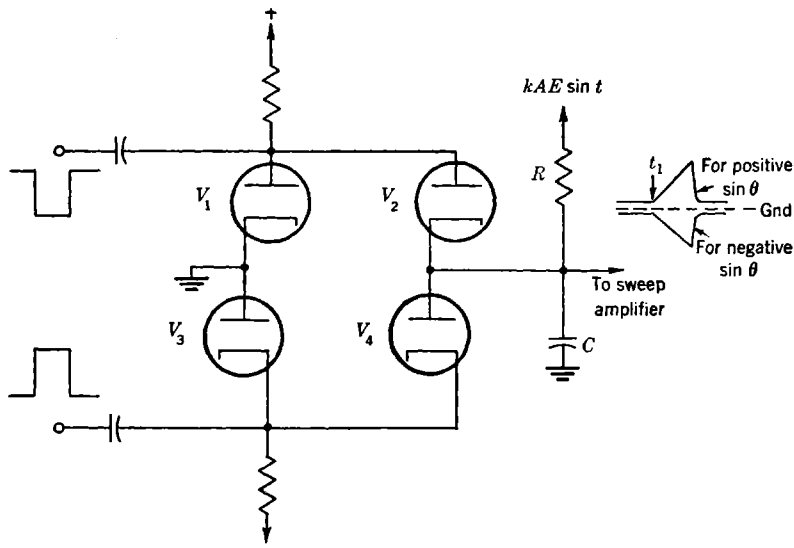 +
kAE sin t
R
t₁
For positive
sin θ
Gnd
For negative
sin θ
V₁
V₂
To sweep
amplifier
V₃
V₄
C